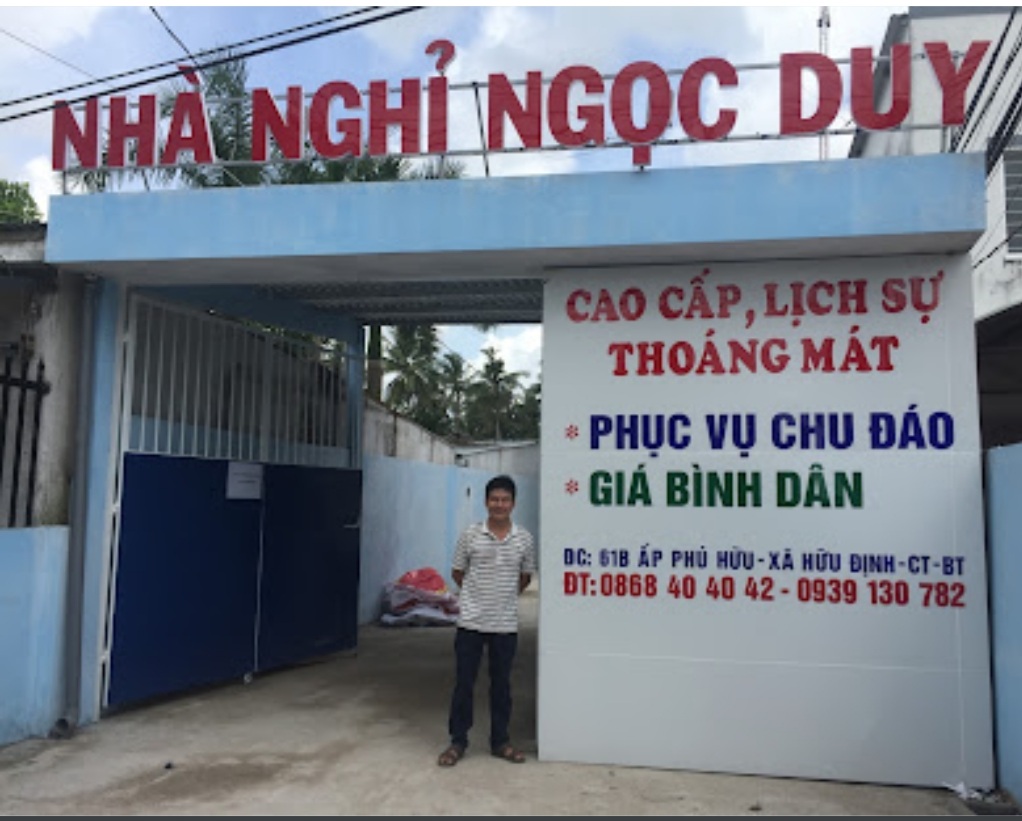 NHÀ NGHỈ NGỌC DUY
CAO CẤP, LỊCH SỰ
THOÁNG MÁT
* PHỤC VỤ CHU ĐÁO
* GIÁ BÌNH DÂN
ĐC: 61B ẤP PHÚ HỮU-XÃ HỮU ĐỊNH-CT-BT
ĐT: 0868 40 40 42 - 0939 130 782